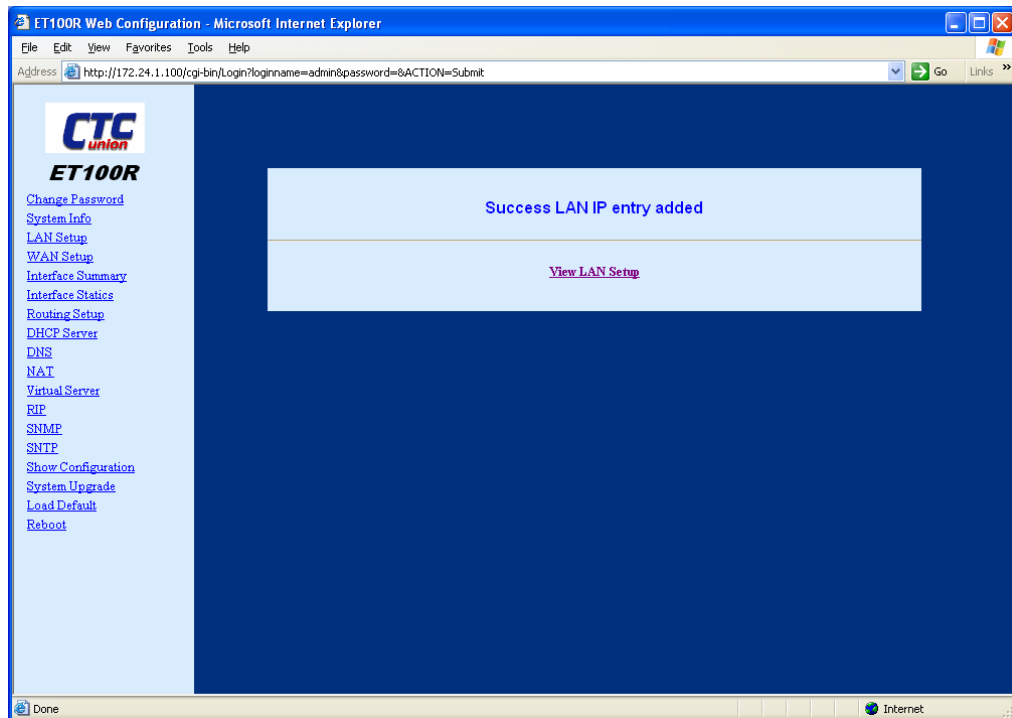 ET100R Web Configuration - Microsoft Internet Explorer
File Edit View Favorites Tools Help
Address http://172.24.1.100/cgi-bin/Login?loginname=admin&password=&ACTION=Submit Go Links »
CTC
union
ET100R
Change Password
System Info
LAN Setup
WAN Setup
Interface Summary
Interface Statics
Routing Setup
DHCP Server
DNS
NAT
Virtual Server
RIP
SNMP
SNTP
Show Configuration
System Upgrade
Load Default
Reboot
Success LAN IP entry added
View LAN Setup
Done Internet